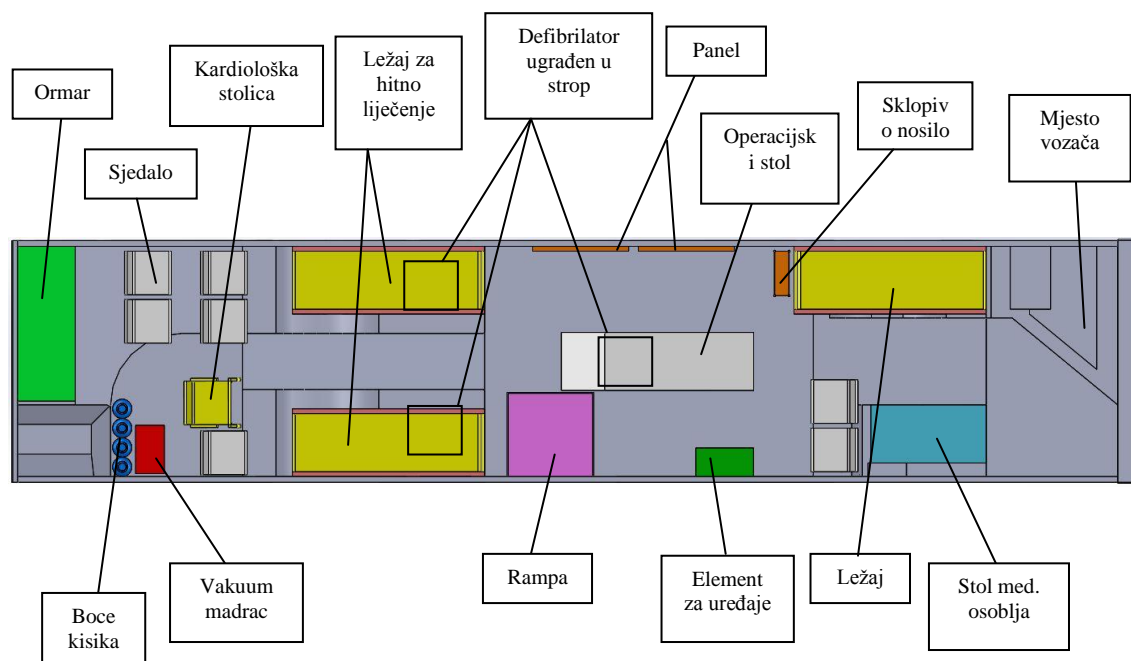 Ormar
Sjedalo
Kardiološka
stolica
Ležaj za
hitno
liječenje
Defibrilator
ugrađen u
strop
Panel
Operacijsk
i stol
Sklopiv
o nosilo
Mjesto
vozača
Boce
kisika
Vakuum
madrac
Rampa
Element
za uređaje
Ležaj
Stol med.
osoblja